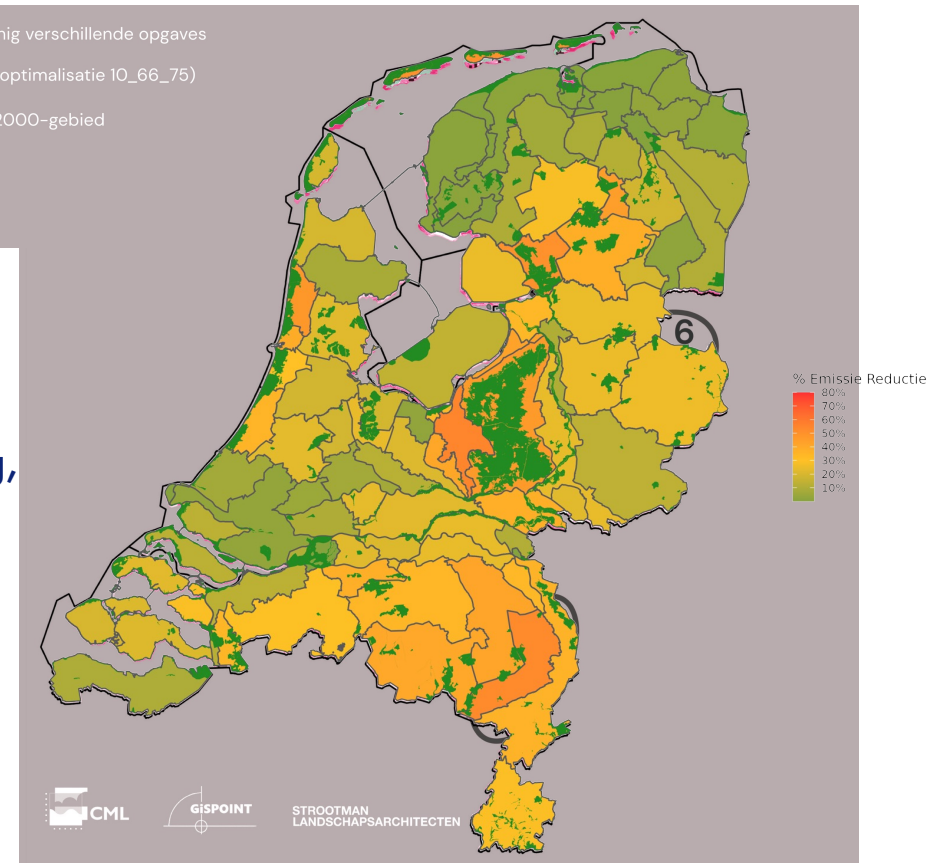 nig verschillende opgaves
optimalisatie 10_66_75)
2000-gebied
g,
6
% Emissie Reductie
80%
70%
60%
50%
40%
30%
20%
10%
CML
GiSPOINT
STROOTMAN
LANDSCHAPSARCHITECTEN